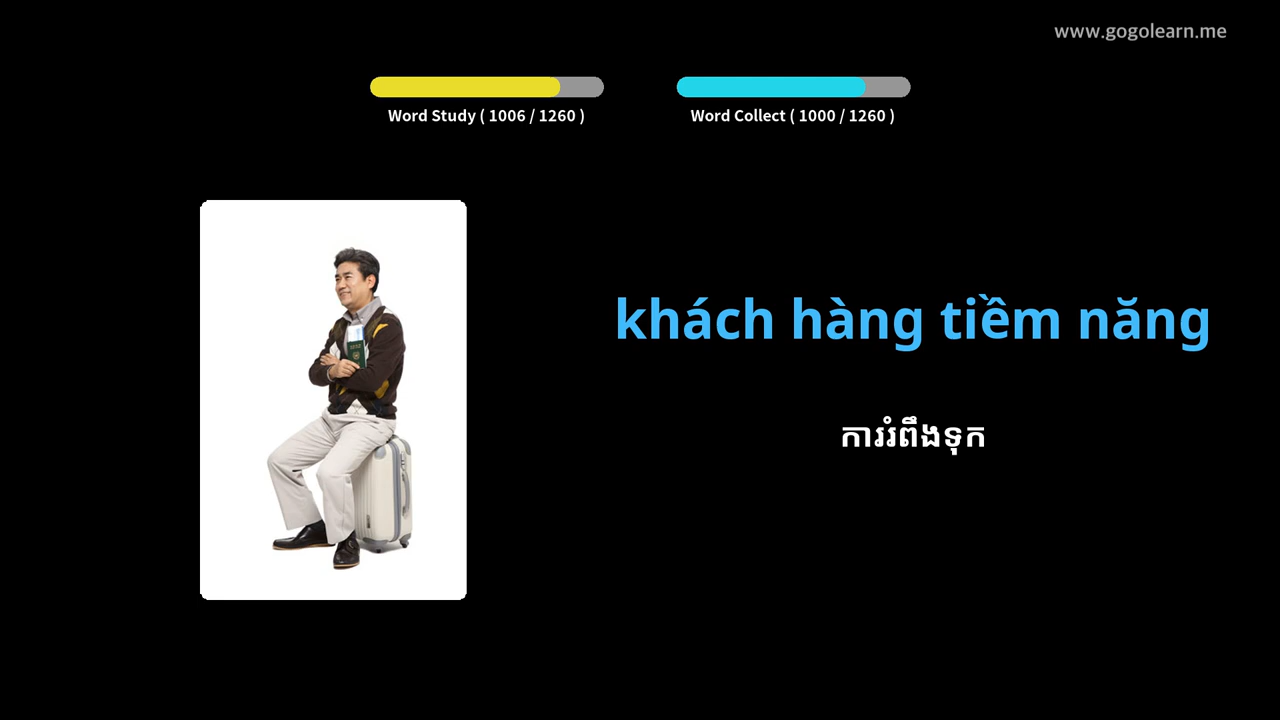 www.gogolearn.me
Word Study ( 1006 / 1260 )
Word Collect ( 1000 / 1260 )
khách hàng tiềm năng
ការរំពឹងទុក